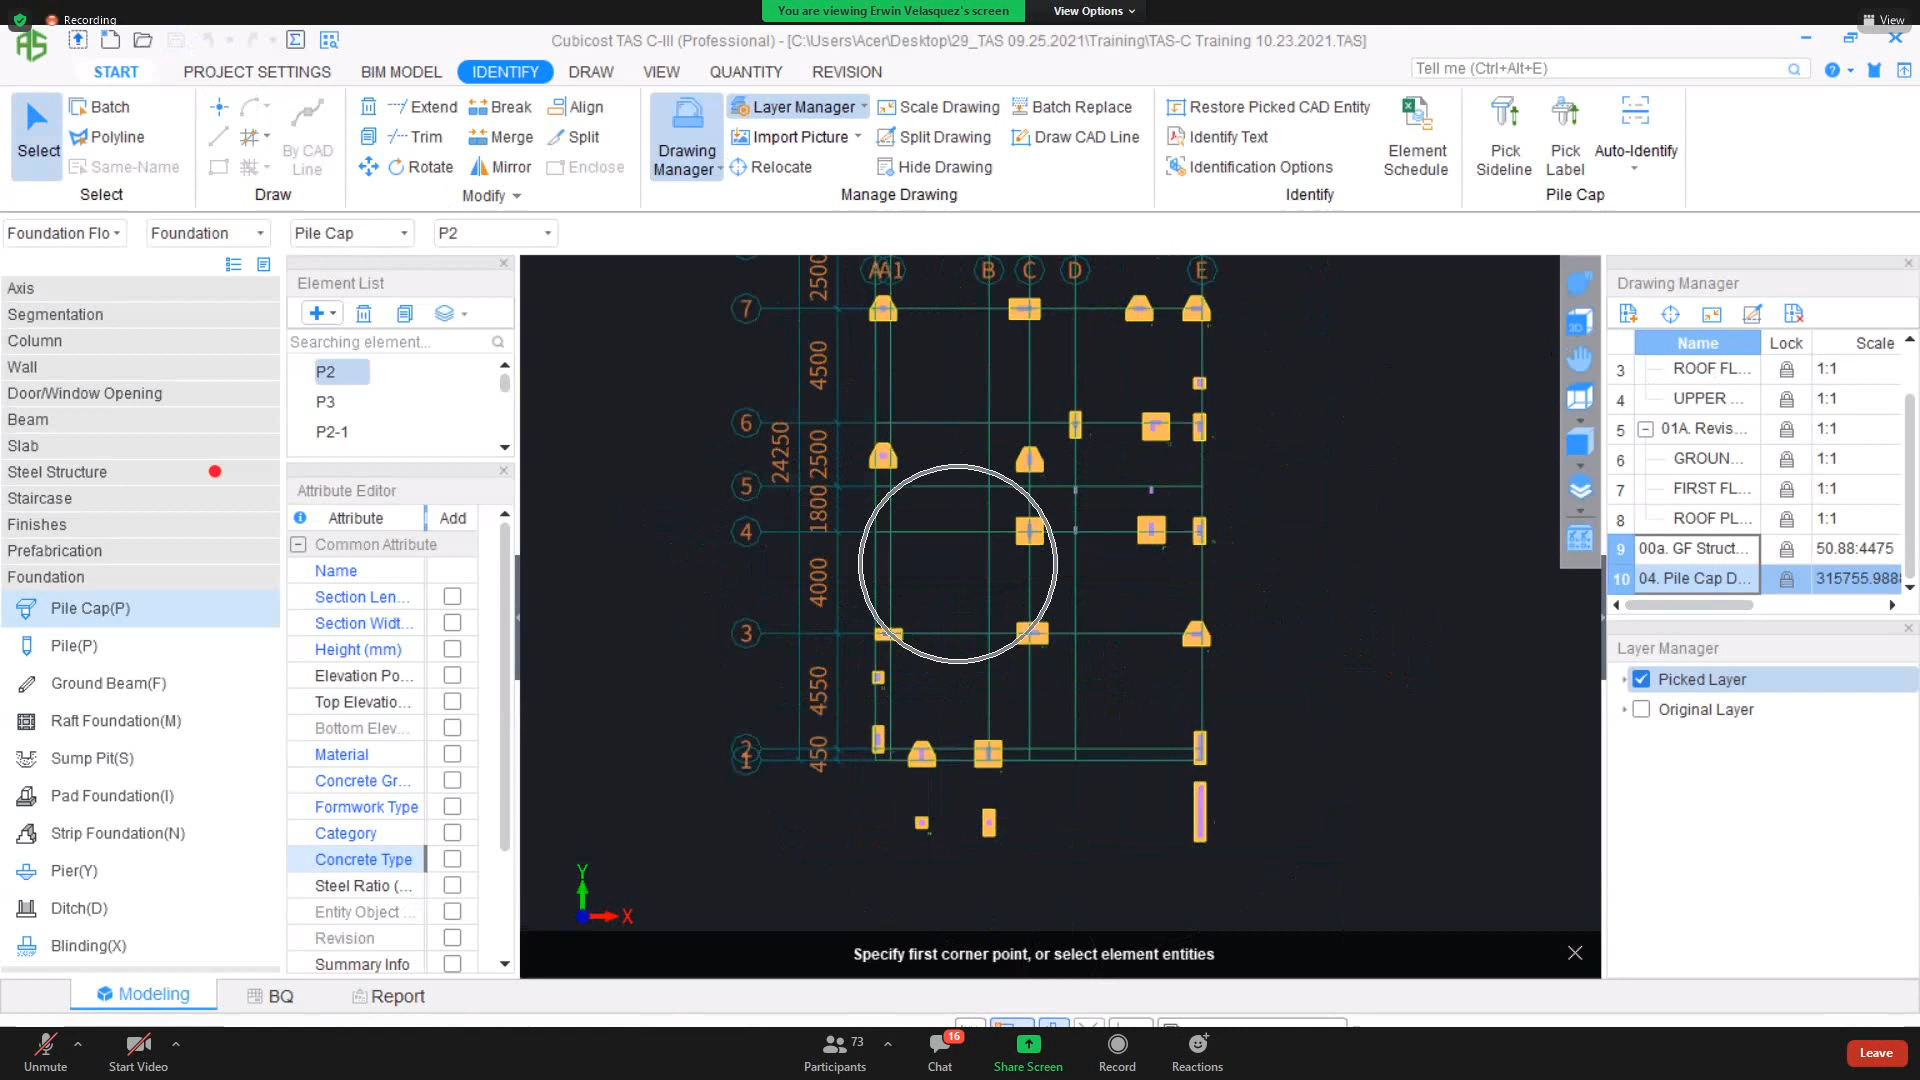 Recording
You are viewing Erwin Velasquez's screen
View Options
View
Cubicost TAS C-III (Professional) - [C:\Users\Acer\Desktop\29_TAS 09.25.2021\Training\TAS-C Training 10.23.2021.TAS]
START
PROJECT SETTINGS
BIM MODEL
IDENTIFY
DRAW
VIEW
QUANTITY
REVISION
Tell me (Ctrl+Alt+E)
Select
Batch
Polyline
Same-Name
Select
By CAD
Line
Draw
Extend
Break
Align
Trim
Merge
Split
Rotate
Mirror
Enclose
Modify
Drawing
Manager
Layer Manager
Scale Drawing
Batch Replace
Import Picture
Split Drawing
Draw CAD Line
Relocate
Hide Drawing
Manage Drawing
Restore Picked CAD Entity
Identify Text
Identification Options
Element
Schedule
Identify
Pick
Sideline
Pick
Label
Auto-Identify
Pile Cap
Foundation Flo
Foundation
Pile Cap
P2
Axis
Segmentation
Column
Wall
Door/Window Opening
Beam
Slab
Steel Structure
Staircase
Finishes
Prefabrication
Foundation
Pile Cap(P)
Pile(P)
Ground Beam(F)
Raft Foundation(M)
Sump Pit(S)
Pad Foundation(I)
Strip Foundation(N)
Pier(Y)
Ditch(D)
Blinding(X)
Element List
Searching element...
P2
P3
P2-1
Attribute Editor
Attribute
Add
Common Attribute
Name
Section Len...
Section Widt...
Height (mm)
Elevation Po...
Top Elevatio...
Bottom Elev...
Material
Concrete Gr...
Formwork Type
Category
Concrete Type
Steel Ratio (...
Entity Object ...
Revision
Summary Info
A
A1
B
C
D
E
7
6
5
4
3
2
1
2500
4500
24250
2500
1800
4000
4550
450
Y
X
3D
Specify first corner point, or select element entities
Drawing Manager
Name
Lock
Scale
3
ROOF FL...
1:1
4
UPPER ...
1:1
5
01A. Revis...
1:1
6
GROUN...
1:1
7
FIRST FL...
1:1
8
ROOF PL...
1:1
9
00a. GF Struct...
50.88:4475
10
04. Pile Cap D...
315755.988
Layer Manager
Picked Layer
Original Layer
Modeling
BQ
Report
Unmute
Start Video
73
Participants
16
Chat
Share Screen
Record
Reactions
Leave